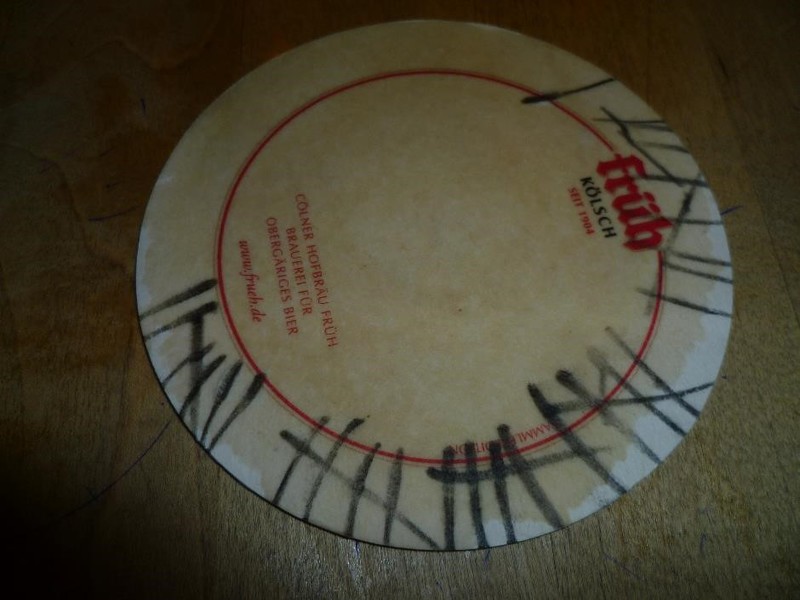 früh
KÖLSCH
SEIT 1904
CÖLNER HOFBRÄU FRÜH
BRAUEREI FÜR
OBERGÄRIGES BIER
www.frueh.de